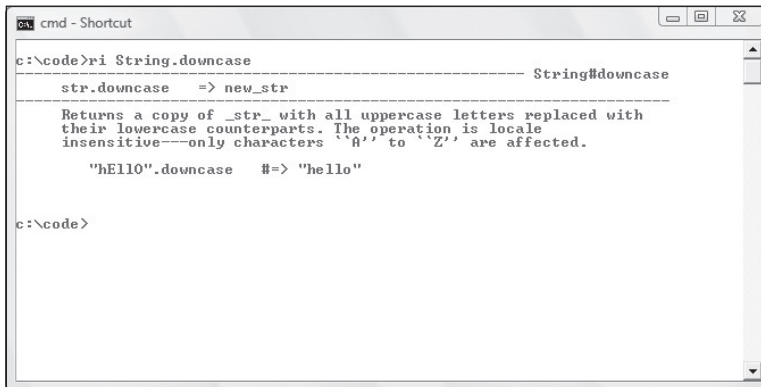 cmd - Shortcut
c:\code>ri String.downcase
------------------------------------------------------ String#downcase
str.downcase   => new_str
----------------------------------------------------------------------
Returns a copy of _str_ with all uppercase letters replaced with
their lowercase counterparts. The operation is locale
insensitive---only characters ``A'' to ``Z'' are affected.
"hEllO".downcase   #=> "hello"
c:\code>